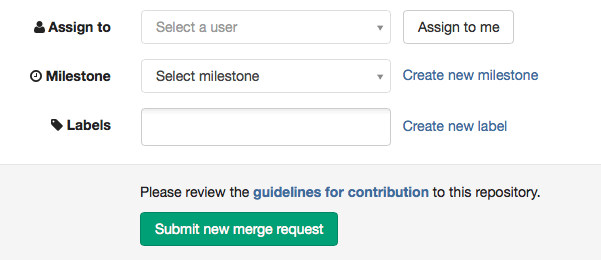 Assign to Select a user Assign to me
Milestone Select milestone Create new milestone
Labels Create new label
Please review the guidelines for contribution to this repository.
Submit new merge request